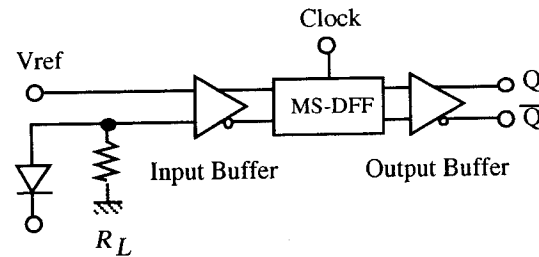 Clock
Vref
Q
MS-DFF
Q̅
Input Buffer
Output Buffer
R_L